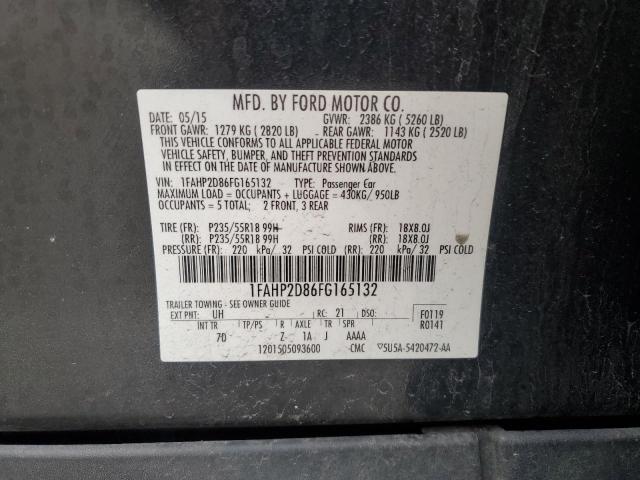 MFD. BY FORD MOTOR CO.
DATE: 05/15 GVWR: 2386 KG ( 5260 LB)
FRONT GAWR: 1279 KG ( 2820 LB) REAR GAWR: 1143 KG ( 2520 LB)
THIS VEHICLE CONFORMS TO ALL APPLICABLE FEDERAL MOTOR
VEHICLE SAFETY, BUMPER, AND THEFT PREVENTION STANDARDS
IN EFFECT ON THE DATE OF MANUFACTURE SHOWN ABOVE.
VIN: 1FAHP2D86FG165132 TYPE: Passenger Car
MAXIMUM LOAD = OCCUPANTS + LUGGAGE = 430KG/ 950LB
OCCUPANTS = 5 TOTAL: 2 FRONT, 3 REAR
TIRE (FR): P235/55R18 99H RIMS (FR): 18X8.0J
(RR): P235/55R18 99H (RR): 18X8.0J
PRESSURE (FR): 220 kPa/ 32 PSI COLD (RR): 220 kPa/ 32 PSI COLD
1FAHP2D86FG165132
TRAILER TOWING - SEE OWNER GUIDE
EXT PNT: UH RC: 21 DSO: F0119
INT TR TP/PS R AXLE TR SPR R0141
7D Z 1A J AAAA
1201505093600 CMC ▽5U5A-5420472-AA